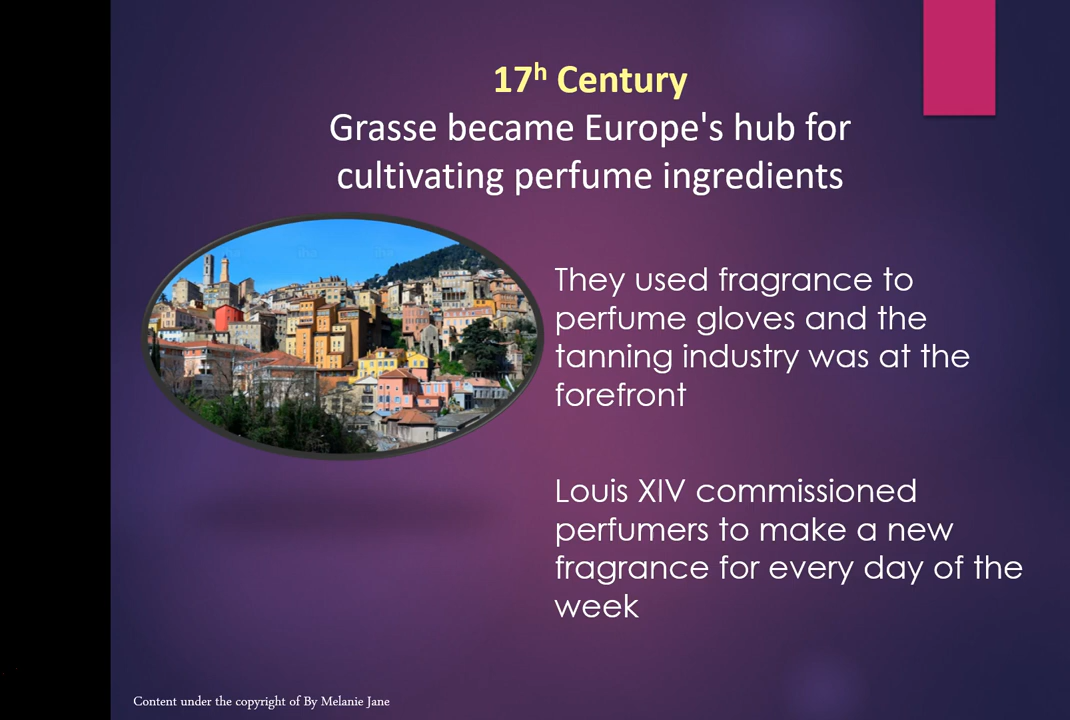 17h Century
Grasse became Europe's hub for
cultivating perfume ingredients
They used fragrance to
perfume gloves and the
tanning industry was at the
forefront
Louis XIV commissioned
perfumers to make a new
fragrance for every day of the
week
Content under the copyright of By Melanie Jane